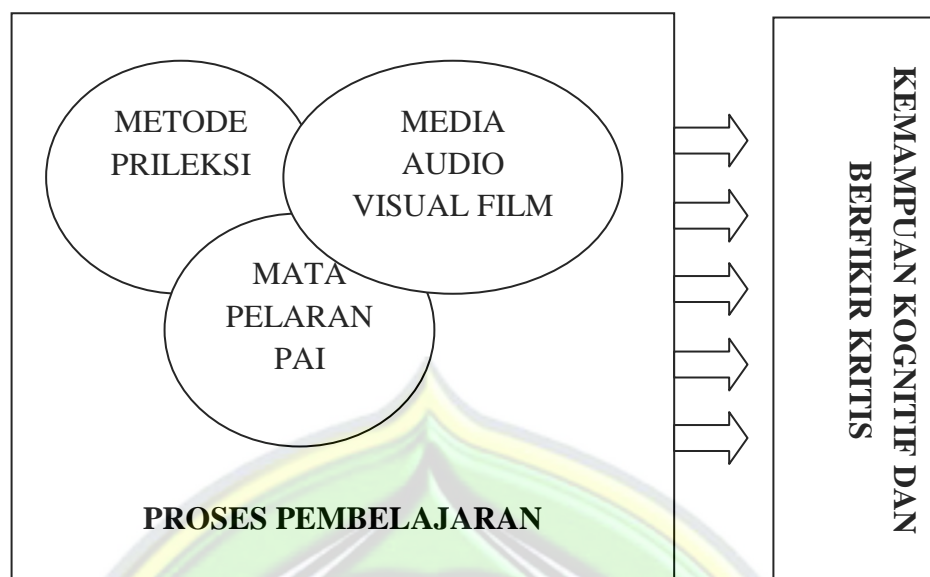 METODE
PRILEKSI
MEDIA
AUDIO
VISUAL FILM
MATA
PELARAN
PAI
PROSES PEMBELAJARAN
KEMAMPUAN KOGNITIF DAN
BERFIKIR KRITIS